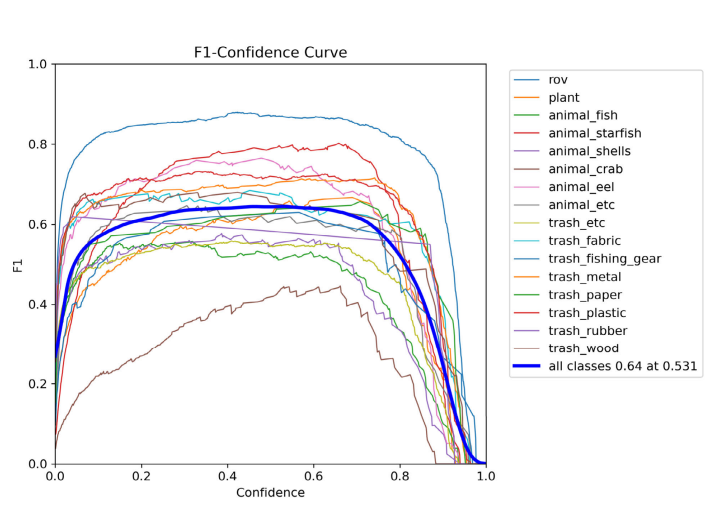 F1-Confidence Curve
1.0
0.8
0.6
0.4
0.2
0.0
F1
0.0 0.2 0.4 0.6 0.8 1.0
Confidence
rov
plant
animal_fish
animal_starfish
animal_shells
animal_crab
animal_eel
animal_etc
trash_etc
trash_fabric
trash_fishing_gear
trash_metal
trash_paper
trash_plastic
trash_rubber
trash_wood
all classes 0.64 at 0.531